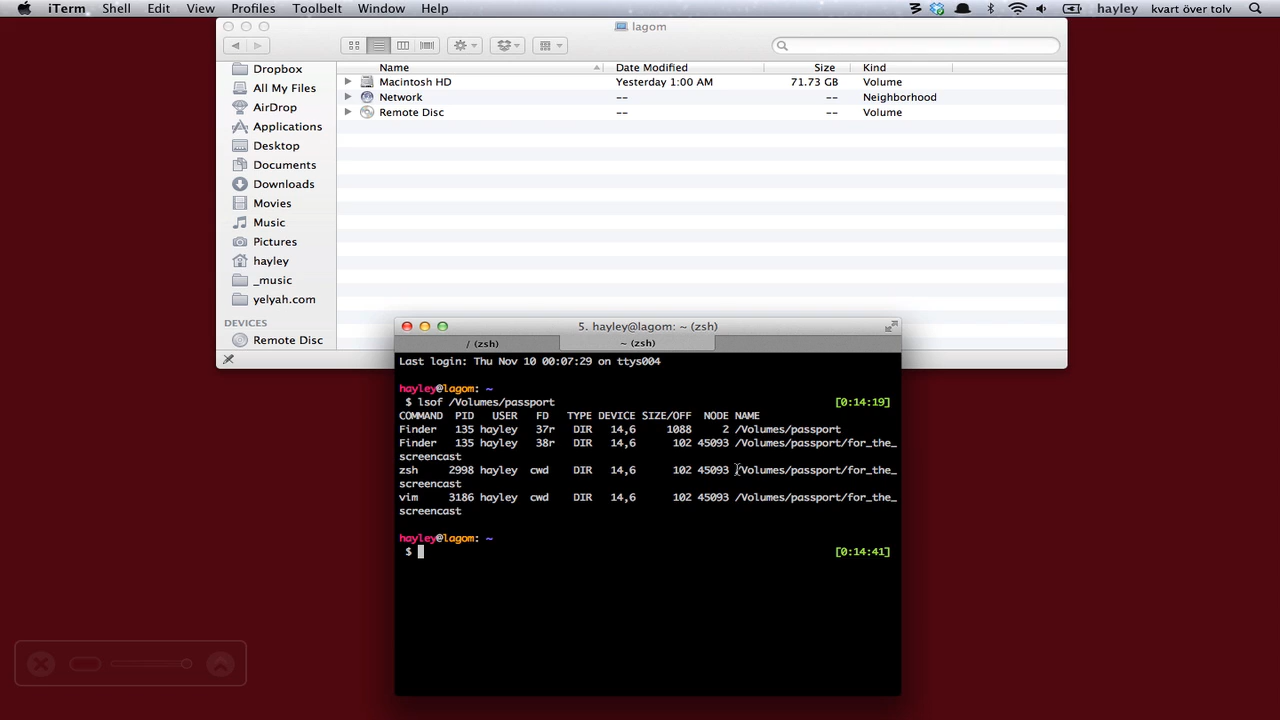 iTerm Shell Edit View Profiles Toolbelt Window Help hayley kvart över tolv
lagom
Name Date Modified Size Kind
Macintosh HD Yesterday 1:00 AM 71.73 GB Volume
Network -- -- Neighborhood
Remote Disc -- -- Volume
Dropbox
All My Files
AirDrop
Applications
Desktop
Documents
Downloads
Movies
Music
Pictures
hayley
_music
yelyah.com
DEVICES
Remote Disc
5. hayley@lagom: ~ (zsh)
/ (zsh) ~ (zsh)
Last login: Thu Nov 10 00:07:29 on ttys004
hayley@lagom: ~
$ lsof /Volumes/passport [0:14:19]
COMMAND PID USER FD TYPE DEVICE SIZE/OFF NODE NAME
Finder 135 hayley 37r DIR 14,6 1088 2 /Volumes/passport
Finder 135 hayley 38r DIR 14,6 102 45093 /Volumes/passport/for_the_
screencast
zsh 2998 hayley cwd DIR 14,6 102 45093 /Volumes/passport/for_the_
screencast
vim 3186 hayley cwd DIR 14,6 102 45093 /Volumes/passport/for_the_
screencast
hayley@lagom: ~
$ [0:14:41]